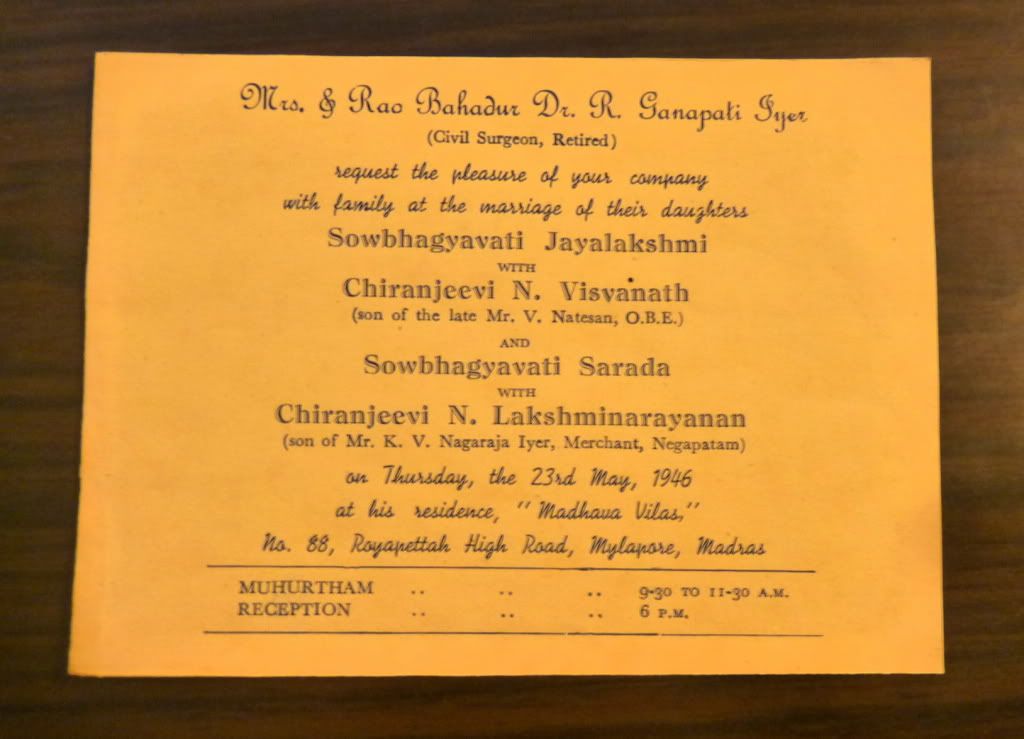 Mrs. & Rao Bahadur Dr. R. Ganapati Iyer
(Civil Surgeon, Retired)
request the pleasure of your company
with family at the marriage of their daughters
Sowbhagyavati Jayalakshmi
WITH
Chiranjeevi N. Visvanath
(son of the late Mr. V. Natesan, O.B.E.)
AND
Sowbhagyavati Sarada
WITH
Chiranjeevi N. Lakshminarayanan
(son of Mr. K. V. Nagaraja Iyer, Merchant, Negapatam)
on Thursday, the 23rd May, 1946
at his residence, "Madhava Vilas,"
No. 88, Royapettah High Road, Mylapore, Madras
MUHURTHAM .. .. .. 9-30 TO 11-30 A.M.
RECEPTION .. .. .. 6 P.M.